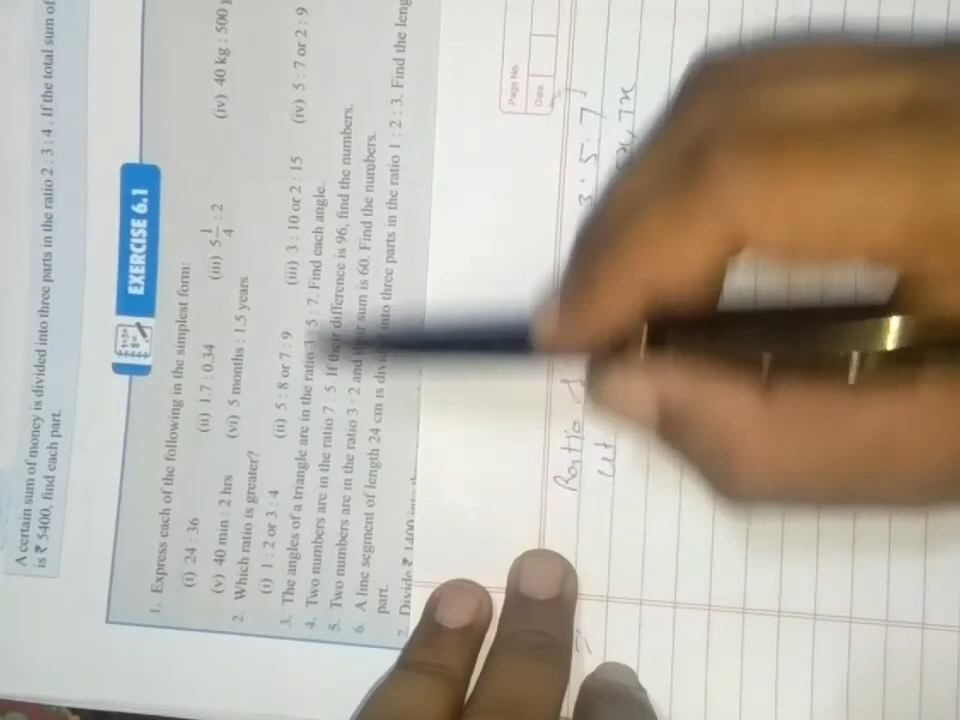 A certain sum of money is divided into three parts in the ratio 2 : 3 : 4 . If the total sum of
is ₹ 5400, find each part.
EXERCISE 6.1
1. Express each of the following in the simplest form:
(i) 24 : 36 (ii) 1.7 : 0.34 (iii) 5 1/4 : 2 (iv) 40 kg : 500 g
(v) 40 min : 2 hrs (vi) 5 months : 1.5 years
2. Which ratio is greater?
(i) 1 : 2 or 3 : 4 (ii) 5 : 8 or 7 : 9 (iii) 3 : 10 or 2 : 15 (iv) 5 : 7 or 2 : 9
3. The angles of a triangle are in the ratio 3 : 5 : 7. Find each angle.
4. Two numbers are in the ratio 7 : 5. If their difference is 96, find the numbers.
5. Two numbers are in the ratio 3 : 2 and their sum is 60. Find the numbers.
6. A line segment of length 24 cm is divided into three parts in the ratio 1 : 2 : 3. Find the leng
part.
7. Divide ₹ 1400 into
Page No.
Date
Ratio 3 : 5 : 7
let 7x